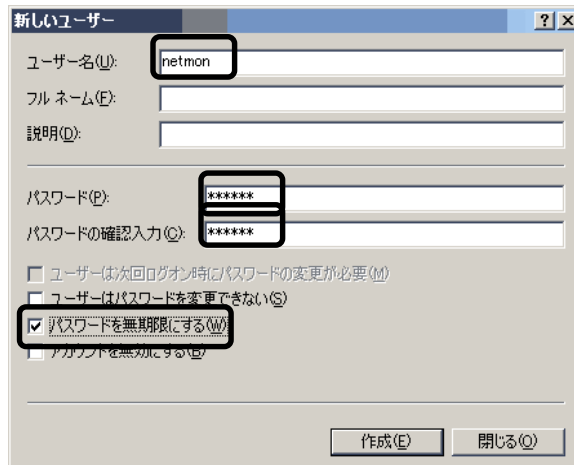 新しいユーザー
ユーザー名(U): netmon
フル ネーム(F):
説明(D):
パスワード(P): ******
パスワードの確認入力(C): ******
ユーザーは次回ログオン時にパスワードの変更が必要(M)
ユーザーはパスワードを変更できない(S)
パスワードを無期限にする(W)
アカウントを無効にする(B)
作成(E) 閉じる(O)